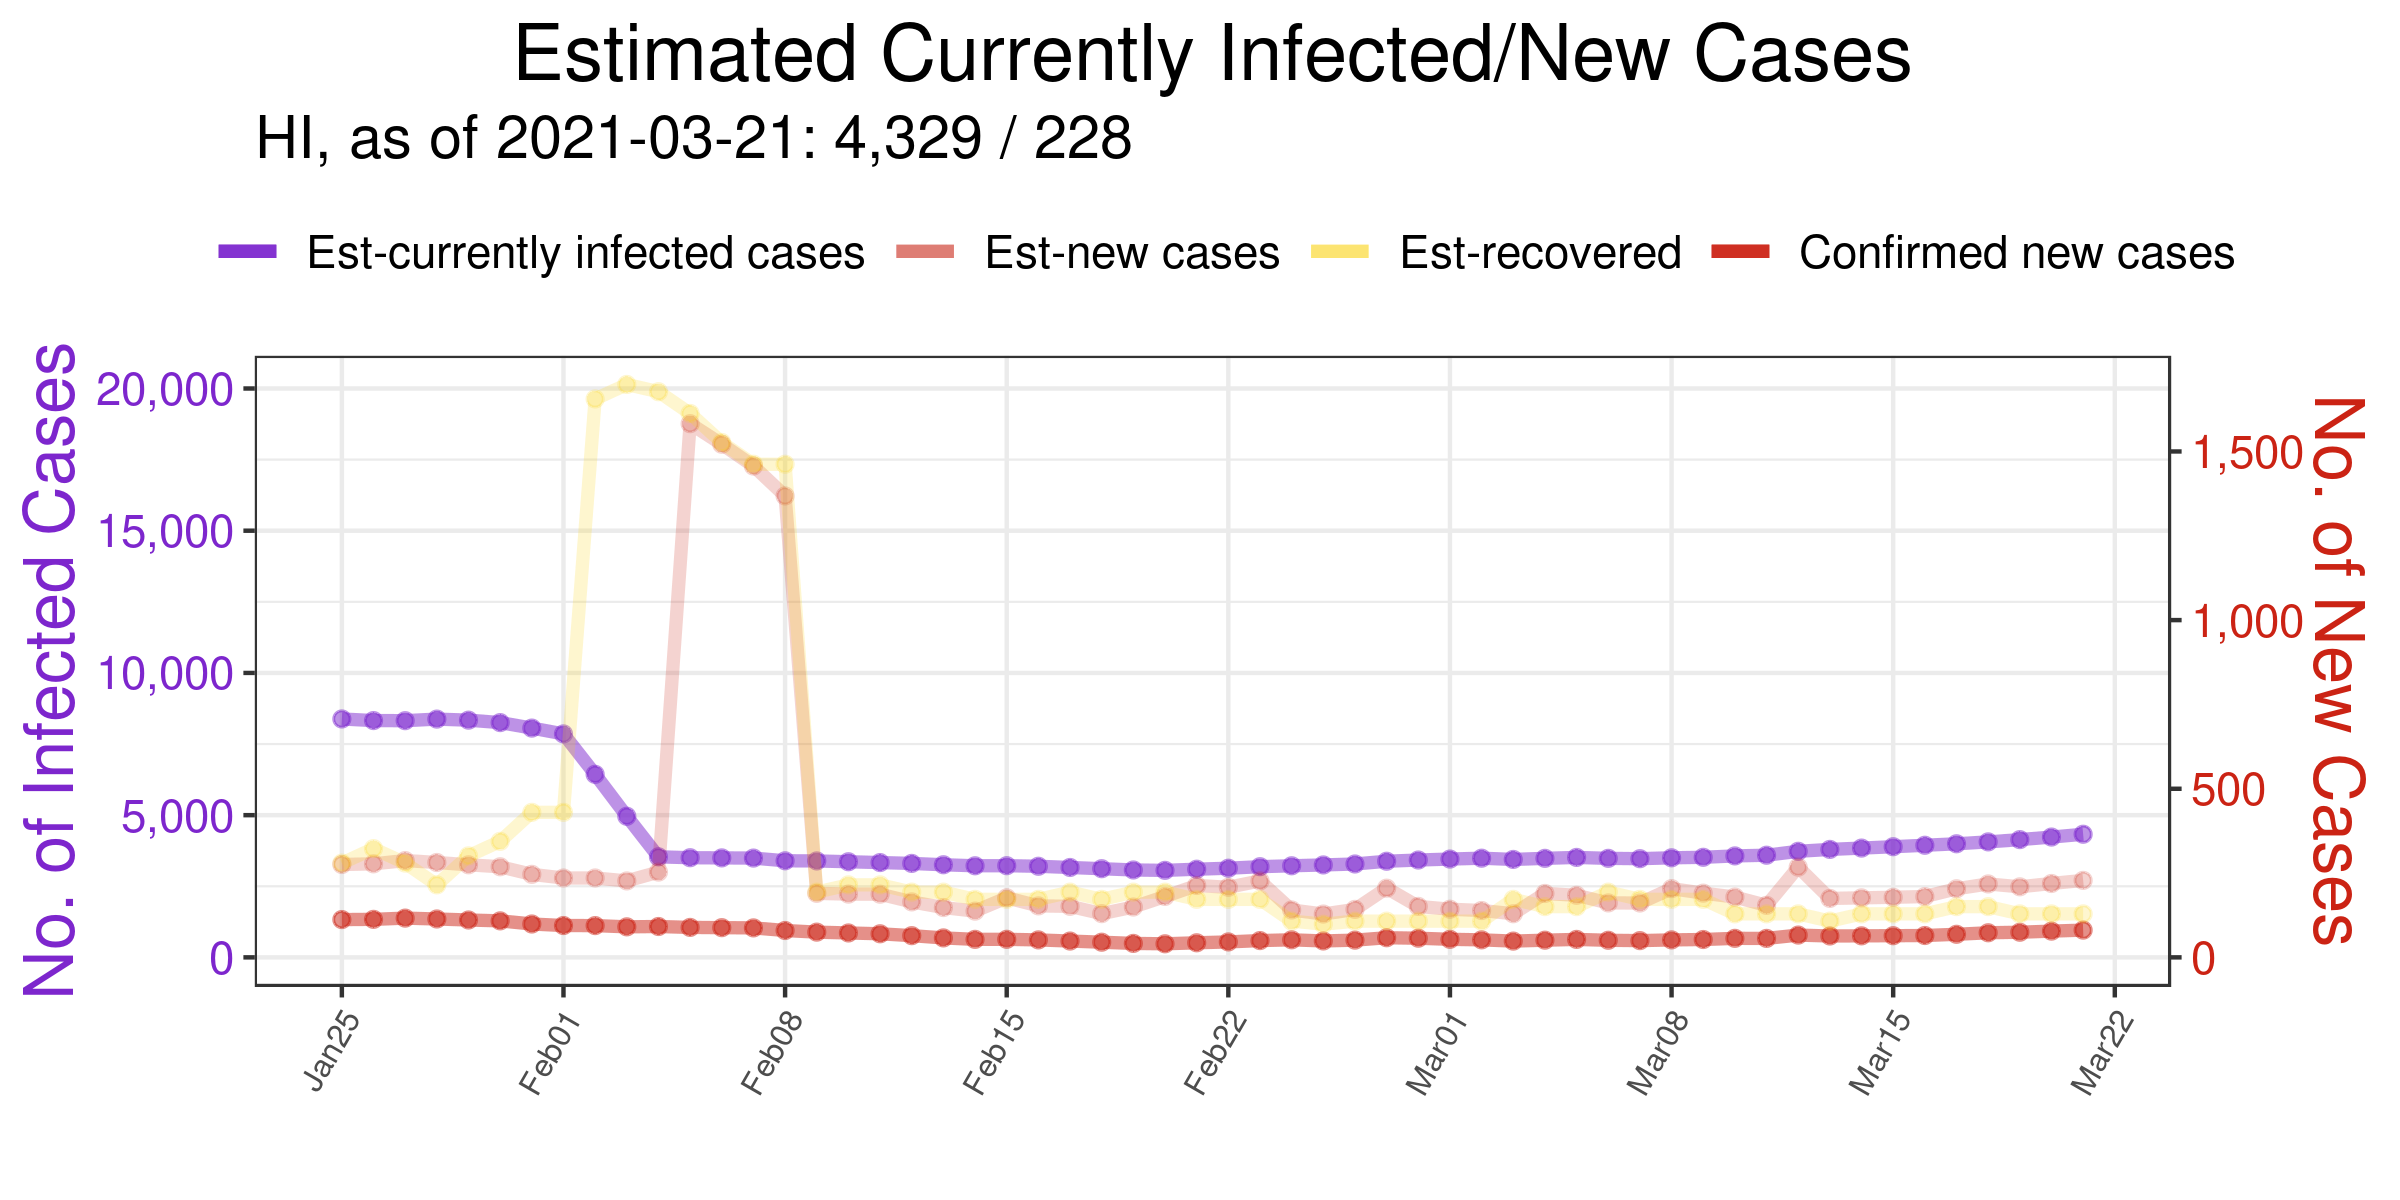 Estimated Currently Infected/New Cases
HI, as of 2021-03-21: 4,329 / 228
Est-currently infected cases Est-new cases Est-recovered Confirmed new cases
No. of Infected Cases
20,000
15,000
10,000
5,000
0
1,500
1,000
500
0
No. of New Cases
Jan25 Feb01 Feb08 Feb15 Feb22 Mar01 Mar08 Mar15 Mar22